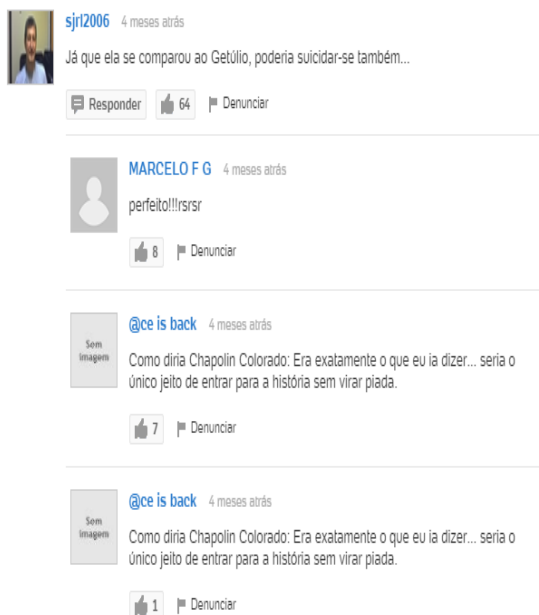 sjrl2006 4 meses atrás
Já que ela se comparou ao Getúlio, poderia suicidar-se também...
Responder 64 Denunciar
MARCELO F G 4 meses atrás
perfeito!!!rsrsr
8 Denunciar
Sem imagem
@ce is back 4 meses atrás
Como diria Chapolin Colorado: Era exatamente o que eu ia dizer... seria o
único jeito de entrar para a história sem virar piada.
7 Denunciar
Sem imagem
@ce is back 4 meses atrás
Como diria Chapolin Colorado: Era exatamente o que eu ia dizer... seria o
único jeito de entrar para a história sem virar piada.
1 Denunciar